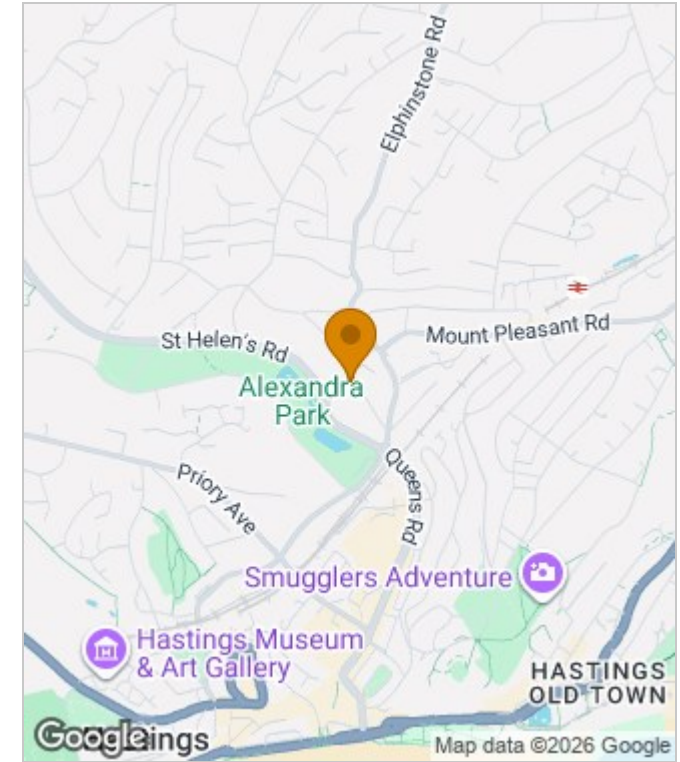 Elphinstone Rd
St Helen's Rd
Mount Pleasant Rd
Alexandra
Park
Queens Rd
Priory Ave
Smugglers Adventure
Hastings Museum
& Art Gallery
HASTINGS
OLD TOWN
Google
Map data ©2026 Google